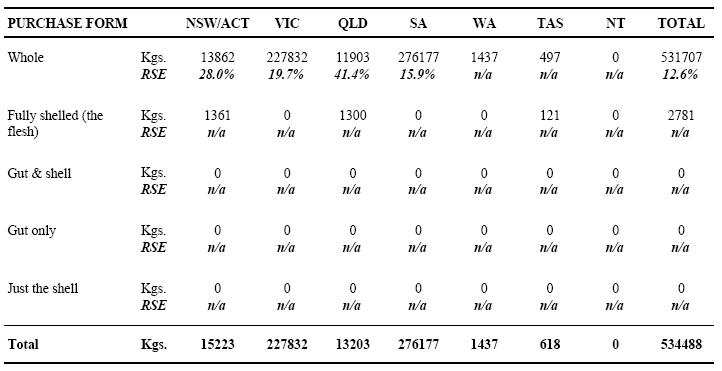 PURCHASE FORM NSW/ACT VIC QLD SA WA TAS NT TOTAL
Whole Kgs. 13862 227832 11903 276177 1437 497 0 531707
RSE 28.0% 19.7% 41.4% 15.9% n/a n/a n/a 12.6%
Fully shelled (the Kgs. 1361 0 1300 0 0 121 0 2781
flesh) RSE n/a n/a n/a n/a n/a n/a n/a n/a
Gut & shell Kgs. 0 0 0 0 0 0 0 0
RSE n/a n/a n/a n/a n/a n/a n/a n/a
Gut only Kgs. 0 0 0 0 0 0 0 0
RSE n/a n/a n/a n/a n/a n/a n/a n/a
Just the shell Kgs. 0 0 0 0 0 0 0 0
RSE n/a n/a n/a n/a n/a n/a n/a n/a
Total Kgs. 15223 227832 13203 276177 1437 618 0 534488